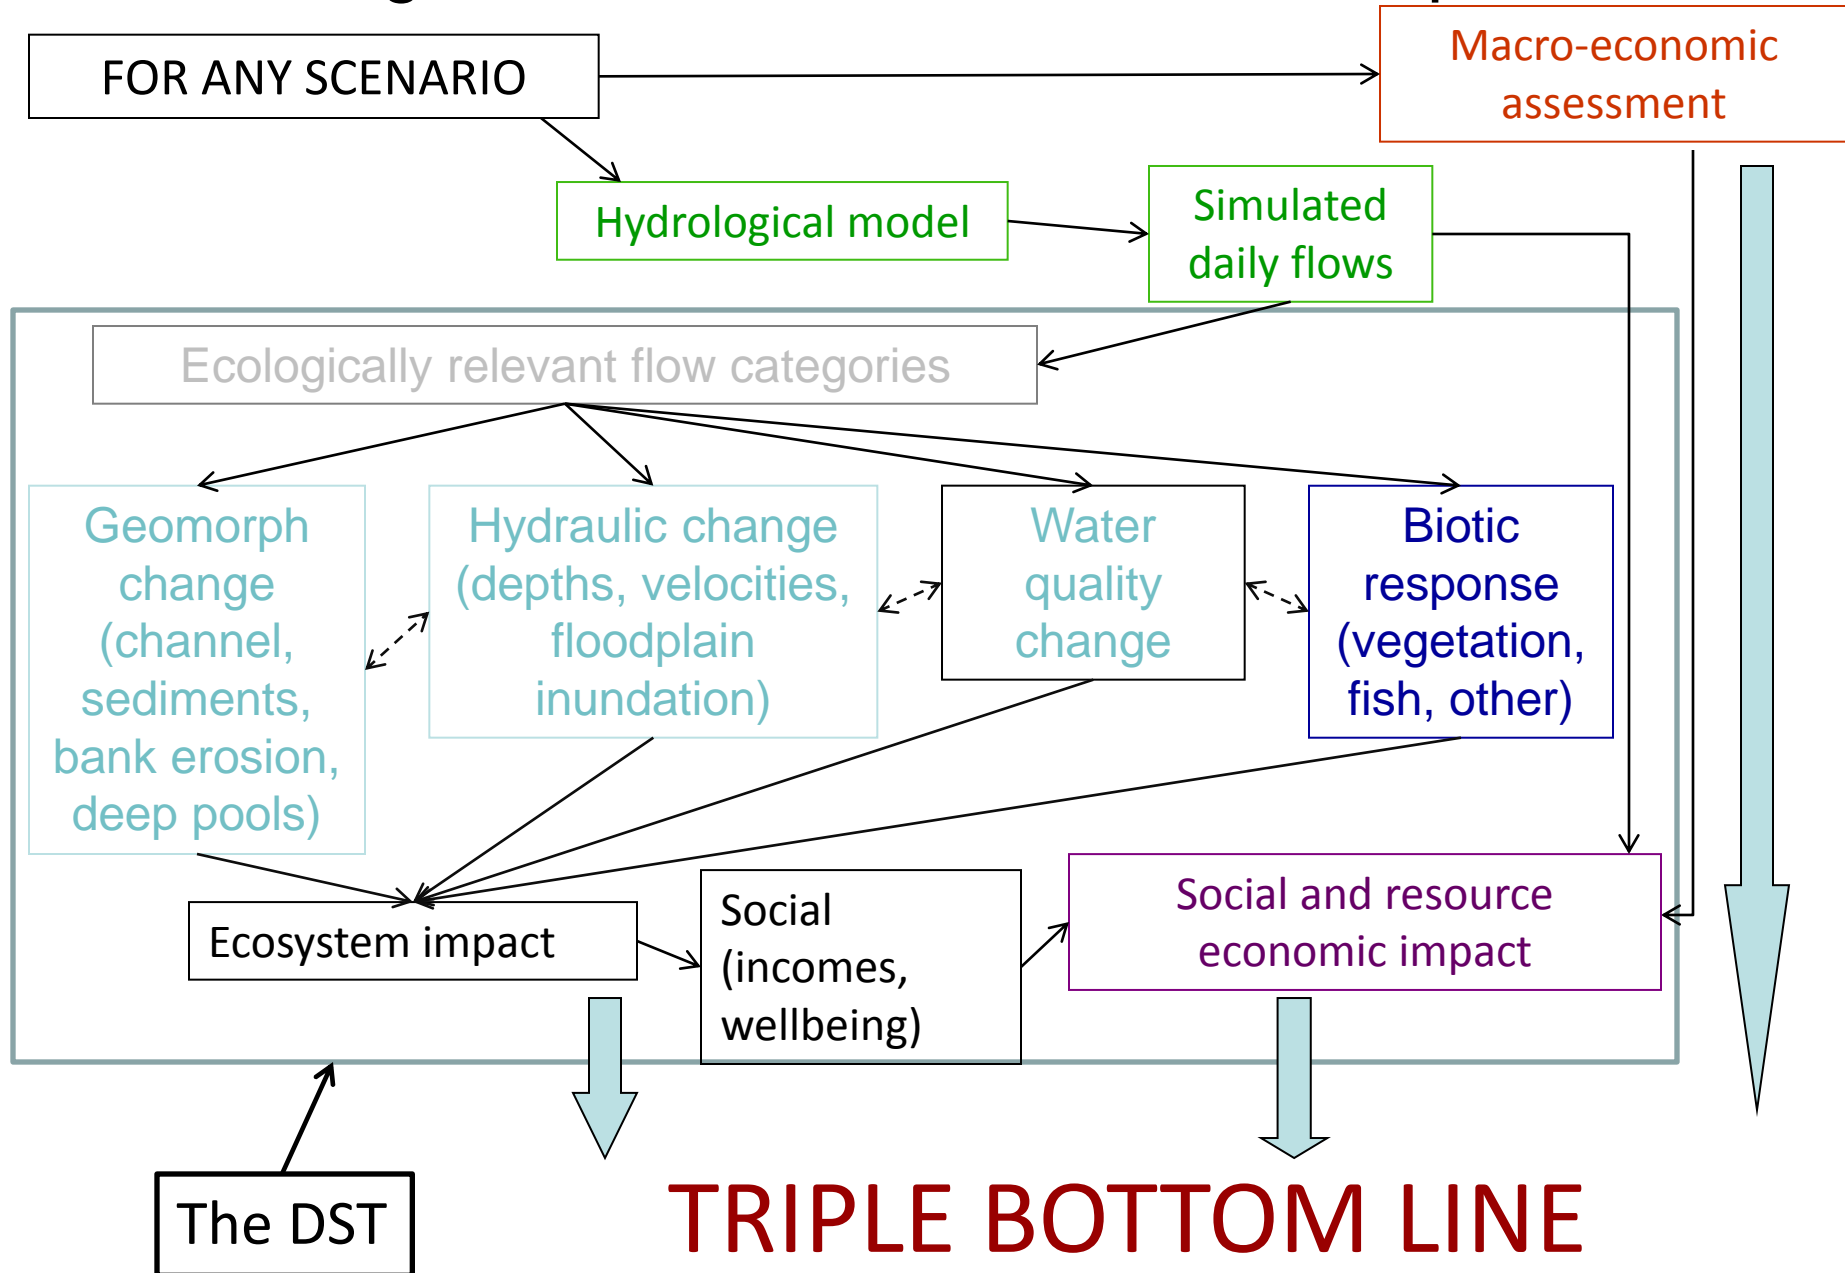 Macro-economic
assessment
FOR ANY SCENARIO
Hydrological model
Simulated
daily flows
Ecologically relevant flow categories
Geomorph
change
(channel,
sediments,
bank erosion,
deep pools)
Hydraulic change
(depths, velocities,
floodplain
inundation)
Water
quality
change
Biotic
response
(vegetation,
fish, other)
Ecosystem impact
Social
(incomes,
wellbeing)
Social and resource
economic impact
The DST
TRIPLE BOTTOM LINE